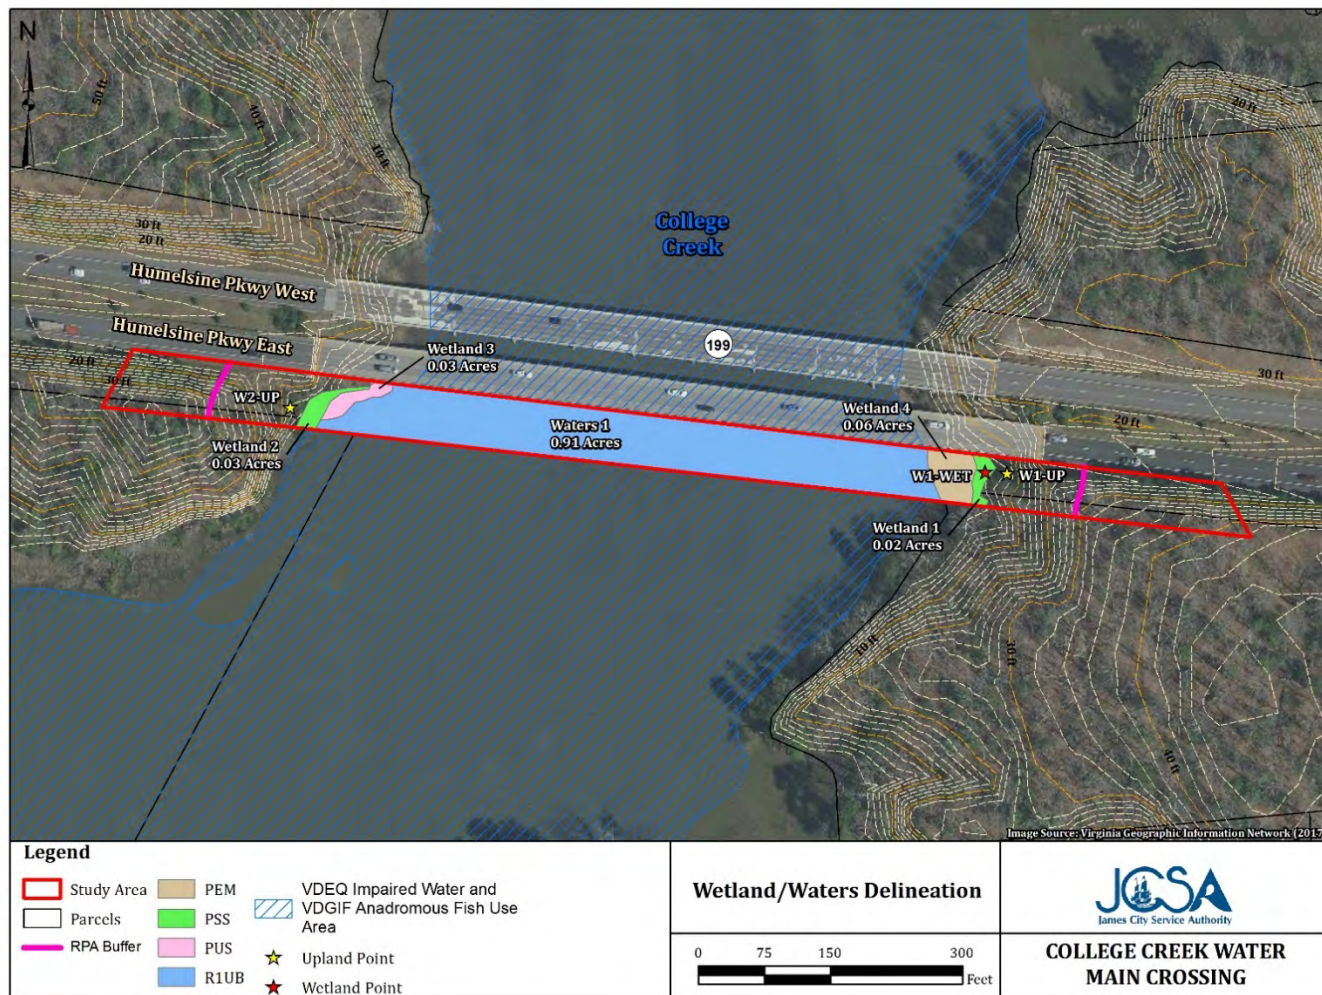 N
50 ft
40 ft
10 ft
20 ft
College
Creek
30 ft
20 ft
Humelsine Pkwy West
199
Humelsine Pkwy East
30 ft
Wetland 3
0.03 Acres
20 ft
30 ft
W2-UP
Wetland 4
0.06 Acres
20 ft
Waters 1
0.91 Acres
Wetland 2
0.03 Acres
W1-WET
W1-UP
Wetland 1
0.02 Acres
10 ft
30 ft
40 ft
Image Source: Virginia Geographic Information Network (2017
Legend
Study Area
Parcels
RPA Buffer
PEM
PSS
PUS
R1UB
VDEQ Impaired Water and
VDGIF Anadromous Fish Use
Area
Upland Point
Wetland Point
Wetland/Waters Delineation
0 75 150 300
Feet
JCSA
James City Service Authority
COLLEGE CREEK WATER
MAIN CROSSING